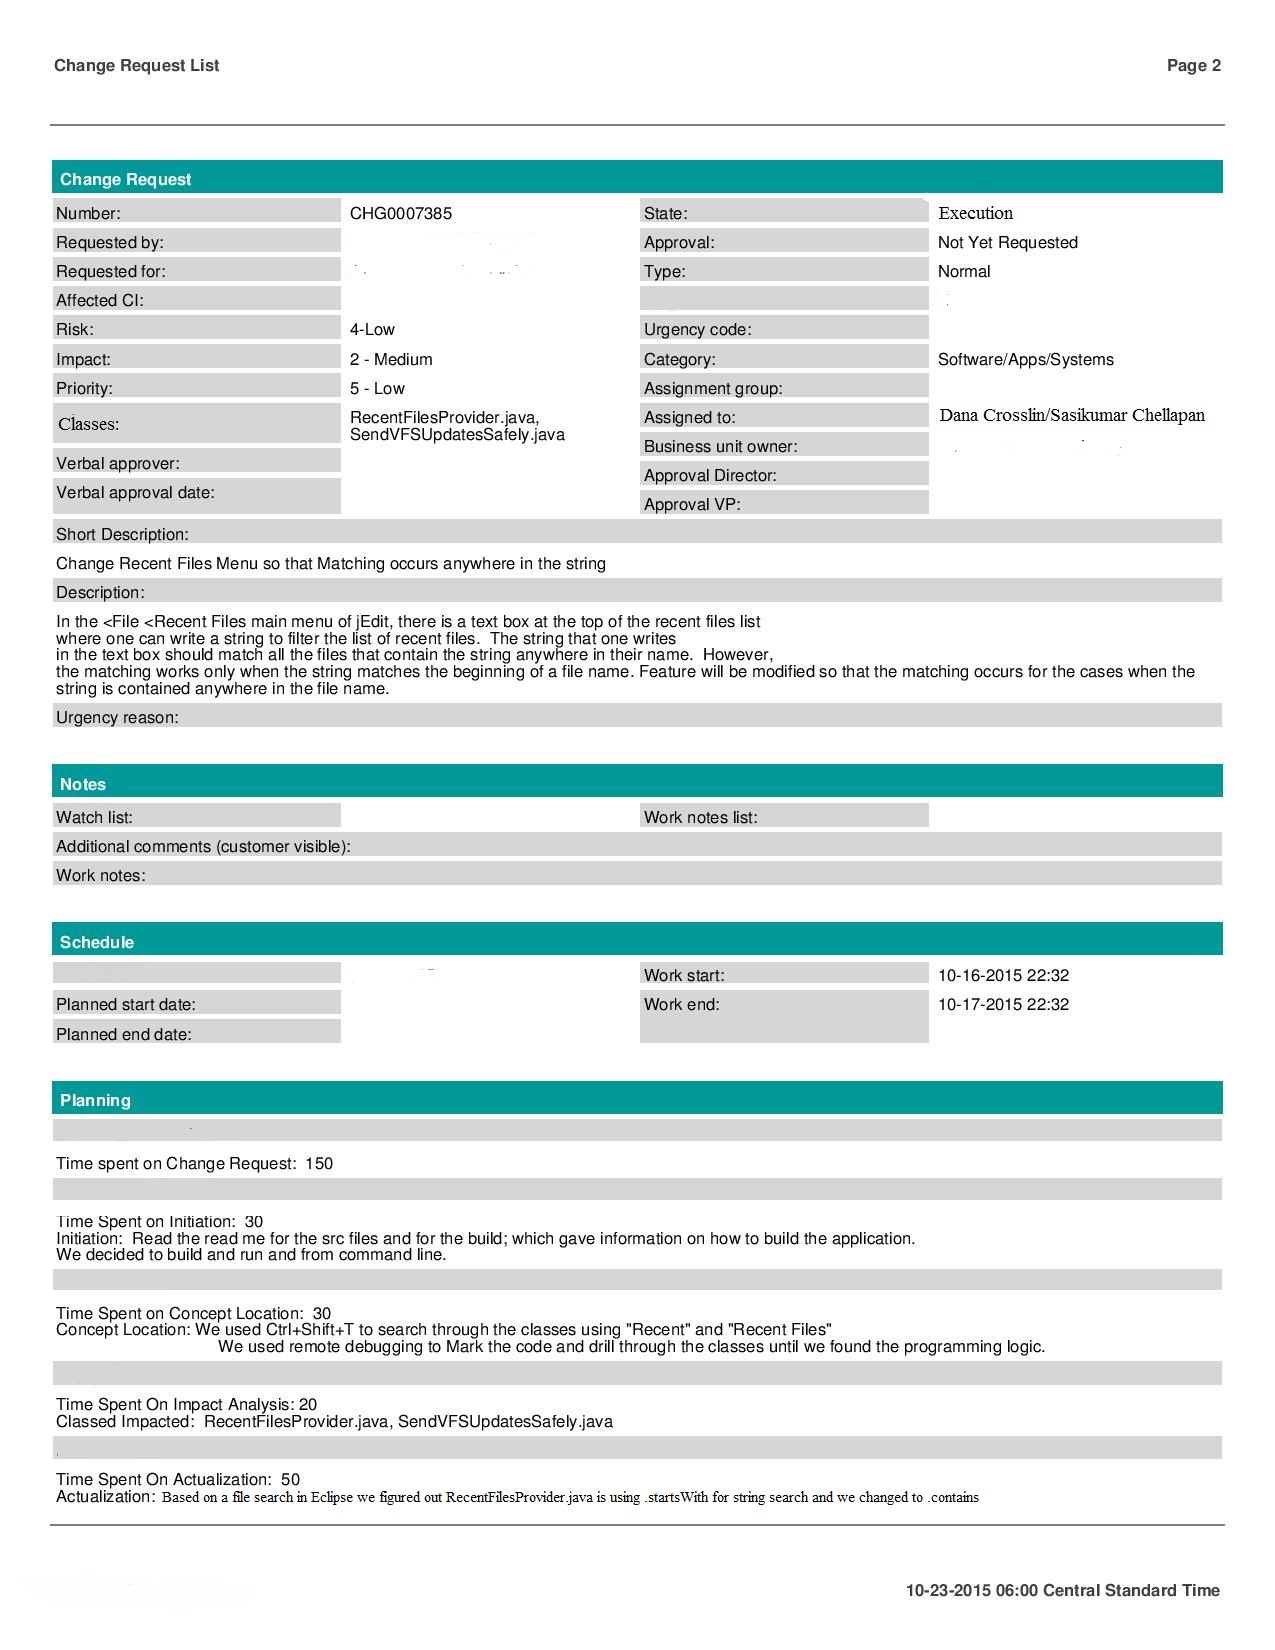 Change Request List Page 2
Change Request
Number: CHG0007385 State: Execution
Requested by: Approval: Not Yet Requested
Requested for: Type: Normal
Affected CI:
Risk: 4-Low Urgency code:
Impact: 2 - Medium Category: Software/Apps/Systems
Priority: 5 - Low Assignment group:
Classes: RecentFilesProvider.java, Assigned to: Dana Crosslin/Sasikumar Chellapan
SendVFSUpdatesSafely.java
Business unit owner:
Verbal approver: Approval Director:
Verbal approval date: Approval VP:
Short Description:
Change Recent Files Menu so that Matching occurs anywhere in the string
Description:
In the <File <Recent Files main menu of jEdit, there is a text box at the top of the recent files list
where one can write a string to filter the list of recent files.  The string that one writes
in the text box should match all the files that contain the string anywhere in their name.  However,
the matching works only when the string matches the beginning of a file name. Feature will be modified so that the matching occurs for the cases when the
string is contained anywhere in the file name.
Urgency reason:
Notes
Watch list: Work notes list:
Additional comments (customer visible):
Work notes:
Schedule
Work start: 10-16-2015 22:32
Planned start date: Work end: 10-17-2015 22:32
Planned end date:
Planning
Time spent on Change Request:  150
Time Spent on Initiation:  30
Initiation:  Read the read me for the src files and for the build; which gave information on how to build the application.
We decided to build and run and from command line.
Time Spent on Concept Location:  30
Concept Location: We used Ctrl+Shift+T to search through the classes using "Recent" and "Recent Files"
We used remote debugging to Mark the code and drill through the classes until we found the programming logic.
Time Spent On Impact Analysis: 20
Classed Impacted:  RecentFilesProvider.java, SendVFSUpdatesSafely.java
Time Spent On Actualization:  50
Actualization: Based on a file search in Eclipse we figured out RecentFilesProvider.java is using .startsWith for string search and we changed to .contains
10-23-2015 06:00 Central Standard Time